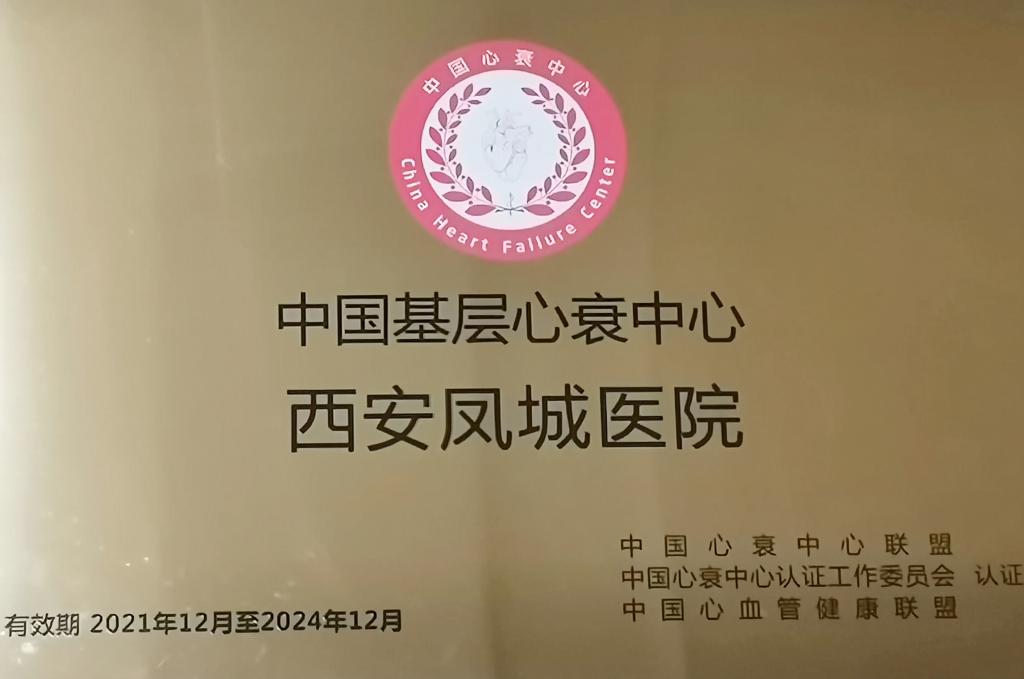 中国心衰中心
China Heart Failure Center
中国基层心衰中心
西安凤城医院
中国心衰中心联盟
中国心衰中心认证工作委员会 认证
中国心血管健康联盟
有效期 2021年12月至2024年12月